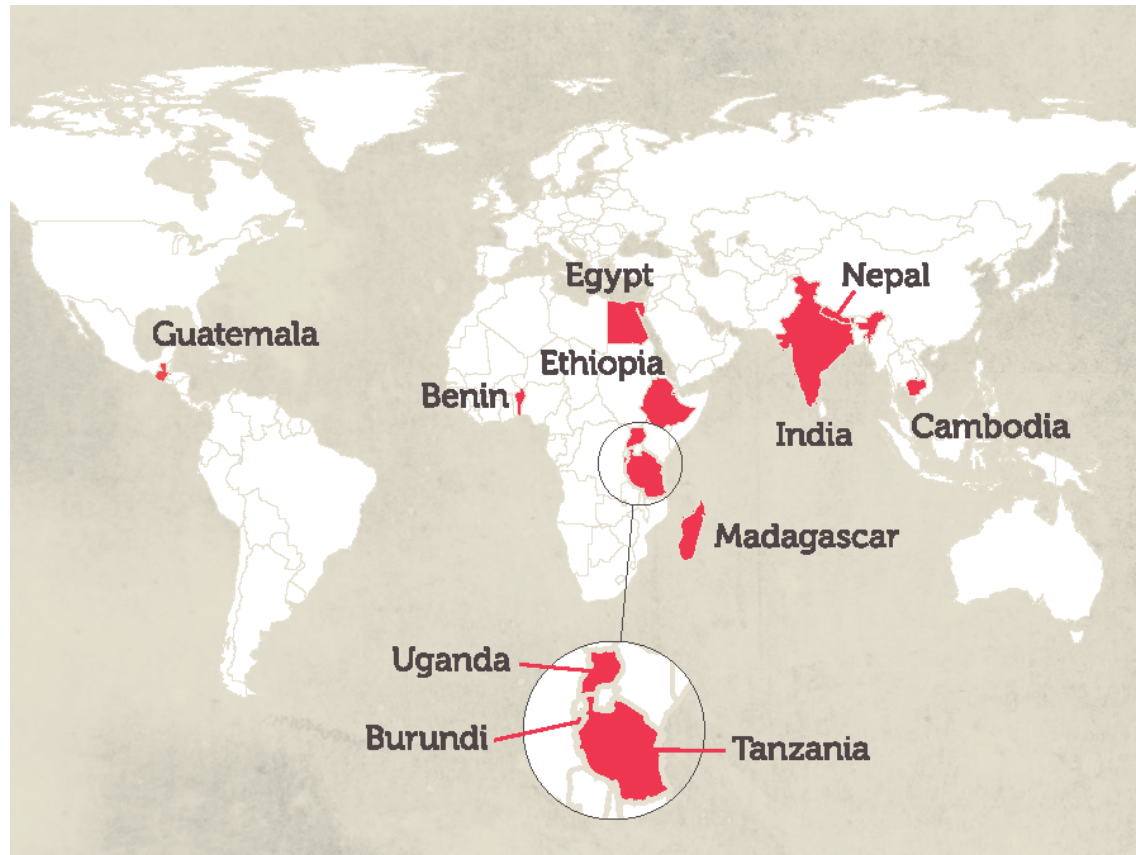 Egypt
Nepal
Guatemala
Ethiopia
Benin
India
Cambodia
Madagascar
Uganda
Burundi
Tanzania